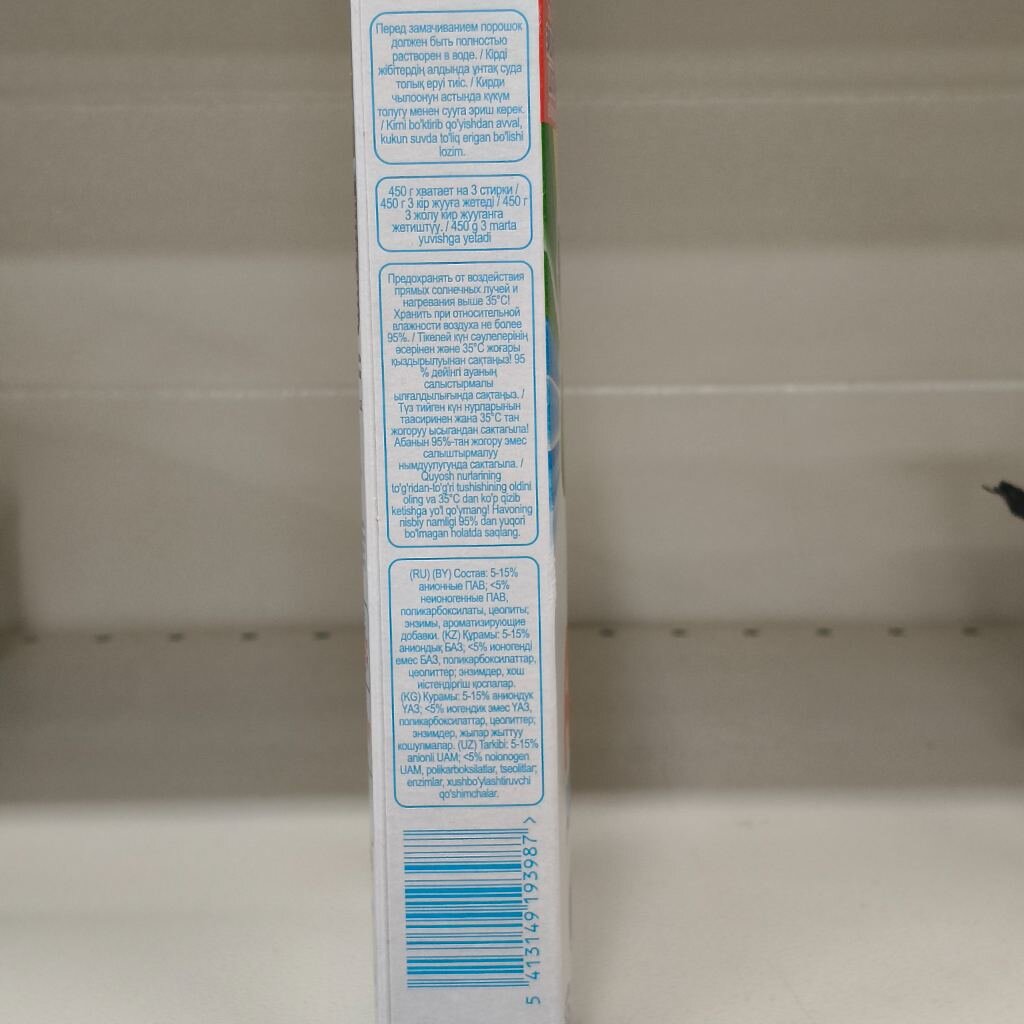 Перед замачиванием порошок
должен быть полностью
растворен в воде. / Кірді
жібітердің алдында ұнтақ суда
толық еруі тиіс. / Кирди
чылоонун астында күкүм
толугу менен сууга эриш керек.
/ Kirni bo'ktirib qo'yishdan avval,
kukun suvda to'liq erigan bo'lishi
lozim.
450 г хватает на 3 стирки /
450 г 3 кір жууға жетеді / 450 г
3 жолу кир жууганга
жетиштүү. / 450 g 3 marta
yuvishga yetadi
Предохранять от воздействия
прямых солнечных лучей и
нагревания выше 35°С!
Хранить при относительной
влажности воздуха не более
95%. / Тікелей күн сәулелерінің
әсерінен және 35°С жоғары
қыздырылуынан сақтаңыз! 95
% дейінгі ауаның
салыстырмалы
ылғалдылығында сақтаңыз. /
Түз тийген күн нурларынын
таасиринен жана 35°С тан
жогоруу ысыгандан сактагыла!
Абанын 95%-тан жогору эмес
салыштырмалуу
нымдуулугунда сактагыла. /
Quyosh nurlarining
to'g'ridan-to'g'ri tushishining oldini
oling va 35°C dan ko'p qizib
ketishga yo'l qo'ymang! Havoning
nisbiy namligi 95% dan yuqori
bo'lmagan holatda saqlang.
(RU) (BY) Состав: 5-15%
анионные ПАВ; <5%
неионогенные ПАВ,
поликарбоксилаты, цеолиты;
энзимы, ароматизирующие
добавки. (KZ) Құрамы: 5-15%
аниондық БАЗ; <5% ионогенді
емес БАЗ, поликарбоксилаттар,
цеолиттер; энзимдер, хош
иістендіргіш қоспалар.
(KG) Курамы: 5-15% аниондук
ҮАЗ; <5% иогендик эмес ҮАЗ,
поликарбоксилаттар, цеолиттер;
энзимдер, жыпар жыттуу
кошулмалар. (UZ) Tarkibi: 5-15%
anionli UAM; <5% noionogen
UAM, polikarboksilatlar, tseolitlar;
enzimlar, xushbo'ylashtiruvchi
qo'shimchalar.
5 413149 193987 >